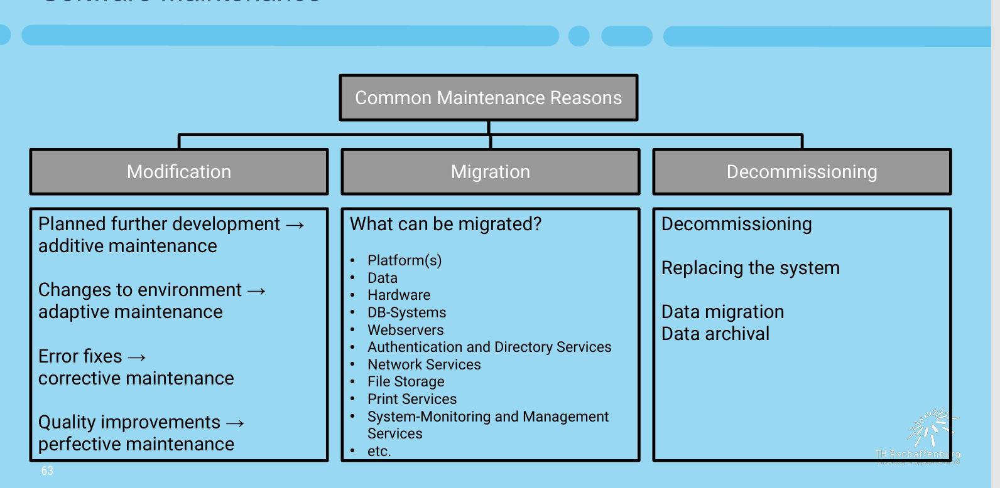 Software Maintenance
Common Maintenance Reasons
Modification
Migration
Decommissioning
Planned further development →
additive maintenance
Changes to environment →
adaptive maintenance
Error fixes →
corrective maintenance
Quality improvements →
perfective maintenance
What can be migrated?
• Platform(s)
• Data
• Hardware
• DB-Systems
• Webservers
• Authentication and Directory Services
• Network Services
• File Storage
• Print Services
• System-Monitoring and Management
Services
• etc.
Decommissioning
Replacing the system
Data migration
Data archival
TH Aschaffenburg
63